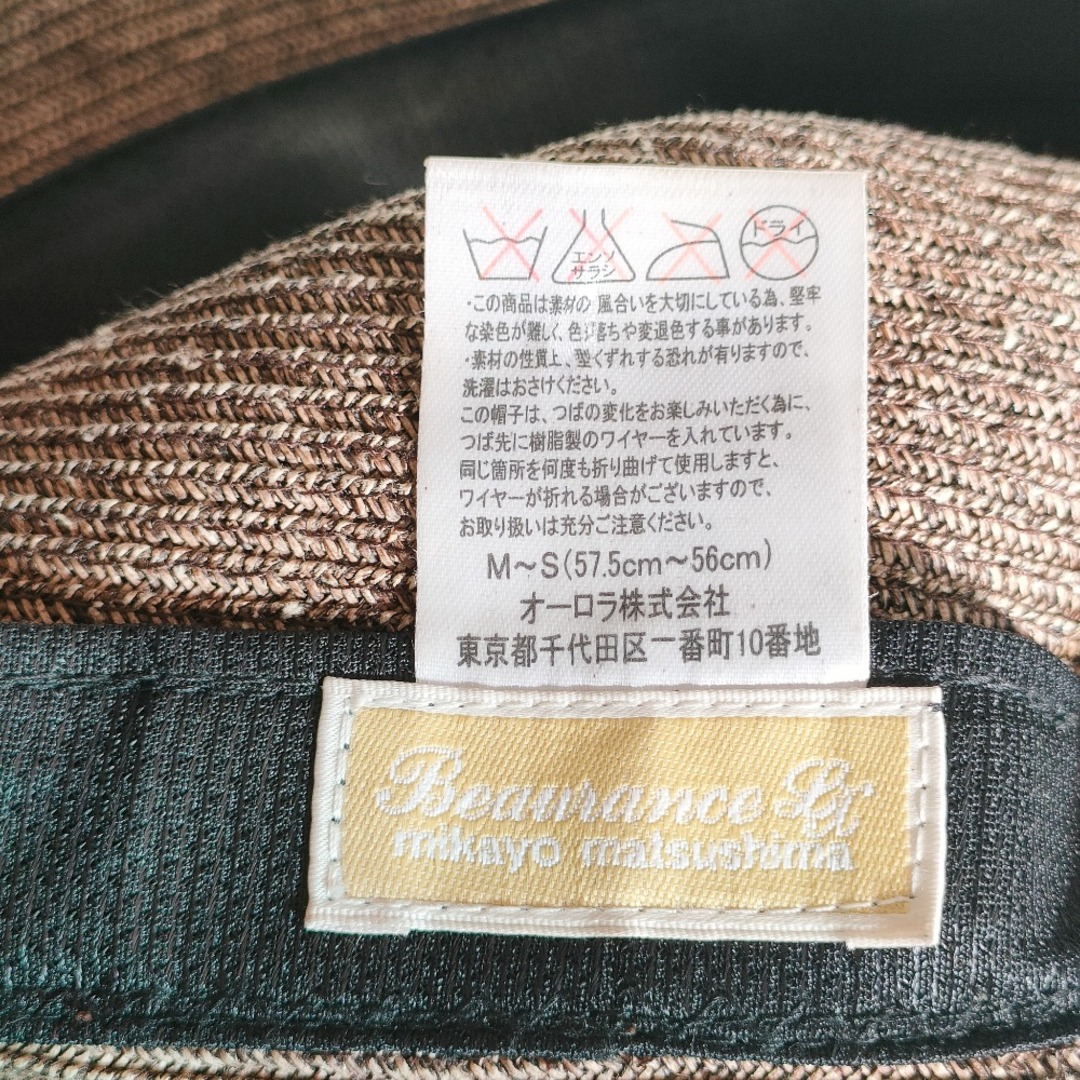 エンソ
サラシ
ドライ
・この商品は素材の風合いを大切にしている為、堅牢
な染色が難しく、色落ちや変退色する事があります。
・素材の性質上、型くずれする恐れが有りますので、
洗濯はおさけください。
この帽子は、つばの変化をお楽しみいただく為に、
つば先に樹脂製のワイヤーを入れています。
同じ箇所を何度も折り曲げて使用しますと、
ワイヤーが折れる場合がございますので、
お取り扱いは充分ご注意ください。
M～S(57.5cm～56cm)
オーロラ株式会社
東京都千代田区一番町10番地
Beaurance
mikayo matsushima